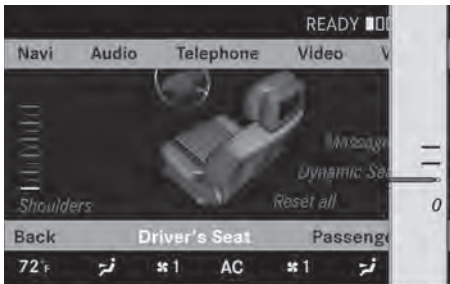 READY
Navi Audio Telephone Video V
Massage
Dynamic Sea
Shoulders Reset all 0
Back Driver's Seat Passenge
72°F 1 AC 1